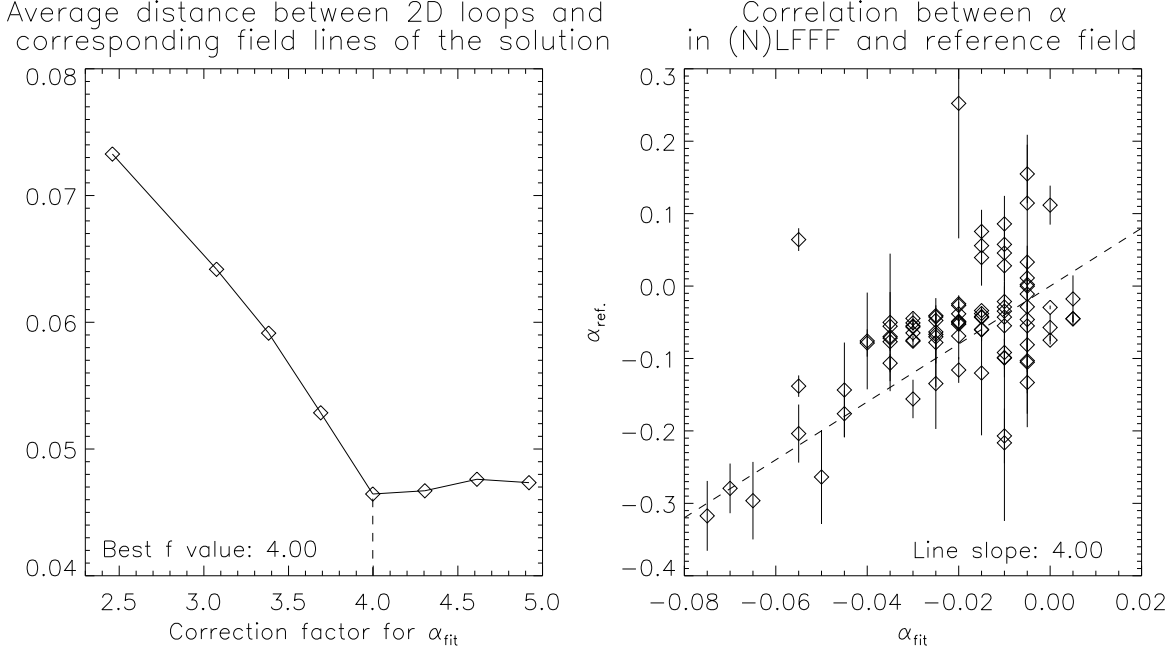 Average distance between 2D loops and
corresponding field lines of the solution
0.08
0.07
0.06
0.05
0.04
Best f value: 4.00
2.5 3.0 3.5 4.0 4.5 5.0
Correction factor for αfit
Correlation between α
in (N)LFFF and reference field
0.3
0.2
0.1
0.0
−0.1
−0.2
−0.3
−0.4
αref.
Line slope: 4.00
−0.08 −0.06 −0.04 −0.02 0.00 0.02
αfit